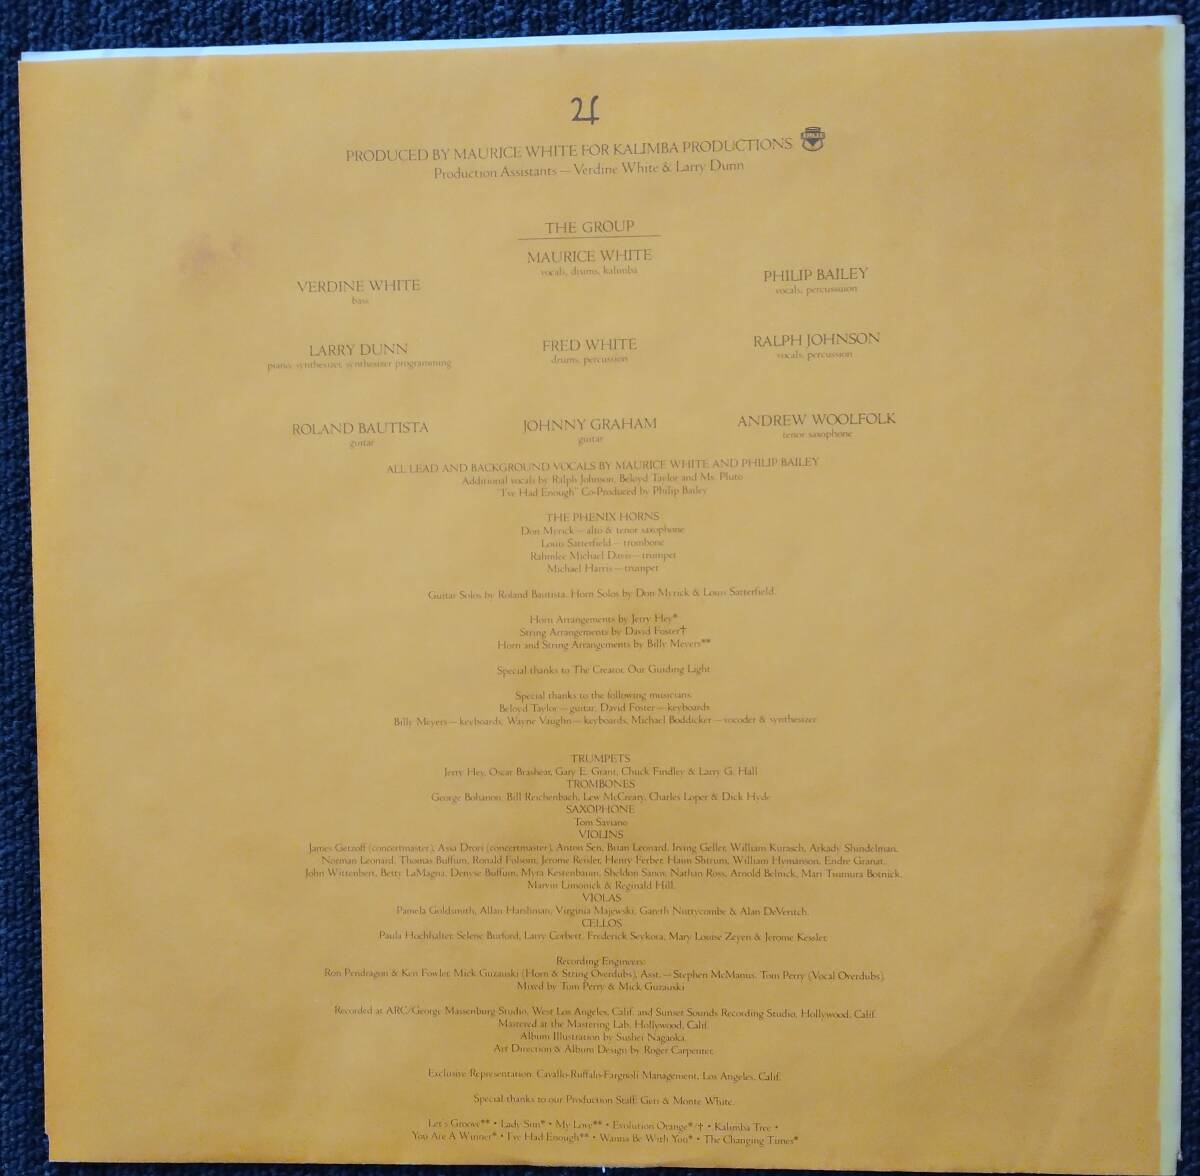 PRODUCED BY MAURICE WHITE FOR KALIMBA PRODUCTIONS
Production Assistants — Verdine White & Larry Dunn
THE GROUP
MAURICE WHITE
vocals, drums, kalimba
VERDINE WHITE
bass
PHILIP BAILEY
vocals, percussion
LARRY DUNN
piano, synthesizer, synthesizer programming
FRED WHITE
drums, percussion
RALPH JOHNSON
vocals, percussion
ROLAND BAUTISTA
guitar
JOHNNY GRAHAM
guitar
ANDREW WOOLFOLK
tenor saxophone
ALL LEAD AND BACKGROUND VOCALS BY MAURICE WHITE AND PHILIP BAILEY
Additional vocals by Ralph Johnson, Beloyd Taylor and Ms. Pluto
"I've Had Enough" Co-Produced by Philip Bailey
THE PHENIX HORNS
Don Myrick — alto & tenor saxophone
Louis Satterfield — trombone
Rahmlee Michael Davis — trumpet
Michael Harris — trumpet
Guitar Solos by Roland Bautista. Horn Solos by Don Myrick & Louis Satterfield.
Horn Arrangements by Jerry Hey*
String Arrangements by David Foster†
Horn and String Arrangements by Billy Meyers**
Special thanks to The Creator, Our Guiding Light
Special thanks to the following musicians
Beloyd Taylor — guitar, David Foster — keyboards
Billy Meyers — keyboards, Wayne Vaughn — keyboards, Michael Boddicker — vocoder & synthesizer
TRUMPETS
Jerry Hey, Oscar Brashear, Gary E. Grant, Chuck Findley & Larry G. Hall
TROMBONES
George Bohanon, Bill Reichenbach, Lew McCreary, Charles Loper & Dick Hyde
SAXOPHONE
Tom Saviano
VIOLINS
James Getzoff (concertmaster), Assa Drori (concertmaster), Anton Sen, Brian Leonard, Irving Geller, William Kurasch, Arkady Shindelman,
Norman Leonard, Thomas Buffum, Ronald Folsom, Jerome Reisler, Henry Ferber, Haim Shtrum, William Hymanson, Endre Granat,
John Wittenbert, Betty LaMagna, Denyse Buffum, Myra Kestenbaum, Sheldon Sanov, Nathan Ross, Arnold Belnick, Mari Tsumura Botnick,
Marvin Limonick & Reginald Hill.
VIOLAS
Pamela Goldsmith, Allan Harshman, Virginia Majewski, Gareth Nuttycombe & Alan DeVeritch.
CELLOS
Paula Hochhalter, Selene Burford, Larry Corbett, Frederick Seykora, Mary Louise Zeyen & Jerome Kessler.
Recording Engineers:
Ron Pendragon & Ken Fowler, Mick Guzauski (Horn & String Overdubs), Asst. — Stephen McManus. Tom Perry (Vocal Overdubs).
Mixed by Tom Perry & Mick Guzauski
Recorded at ARC/George Massenburg Studio, West Los Angeles, Calif. and Sunset Sounds Recording Studio, Hollywood, Calif.
Mastered at the Mastering Lab, Hollywood, Calif.
Album Illustration by Sushei Nagaoka.
Art Direction & Album Design by Roger Carpenter.
Exclusive Representation: Cavallo-Ruffalo-Fargnoli Management, Los Angeles, Calif.
Special thanks to our Production Staff: Geri & Monte White.
Let's Groove** • Lady Sun* • My Love** • Evolution Orange*/† • Kalimba Tree •
You Are A Winner* • I've Had Enough** • Wanna Be With You* • The Changing Times*